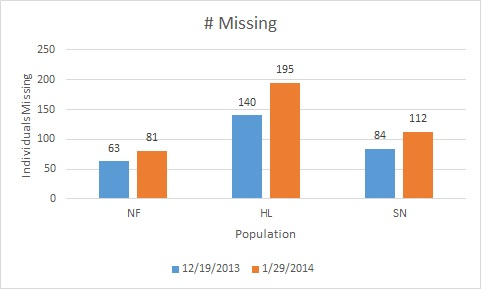 # Missing
250
200
150
100
50
0
Individuals Missing
63
81
140
195
84
112
NF
HL
SN
Population
12/19/2013
1/29/2014